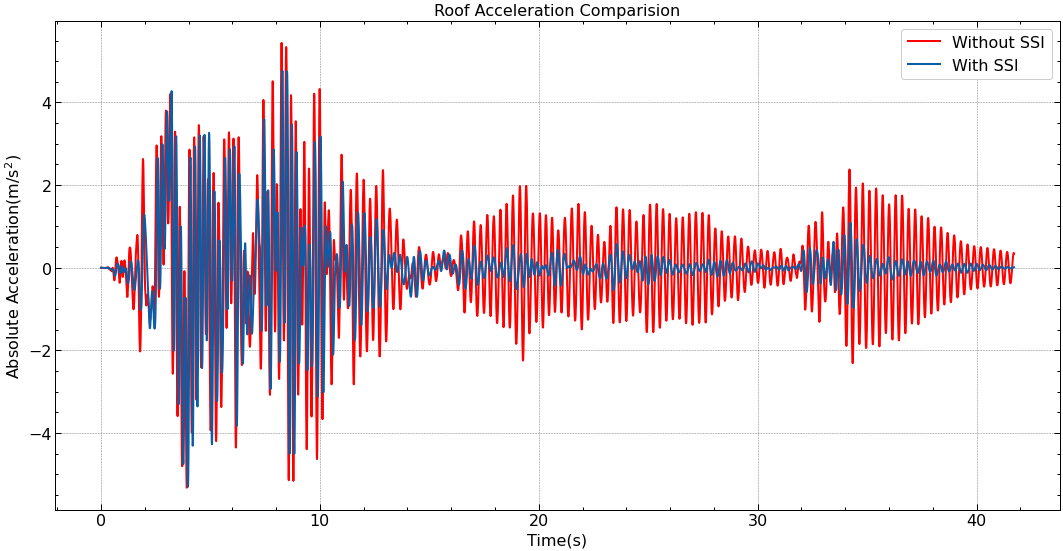 Roof Acceleration Comparision
Without SSI
With SSI
Absolute Acceleration(m/s²)
4
2
0
−2
−4
0
10
20
30
40
Time(s)